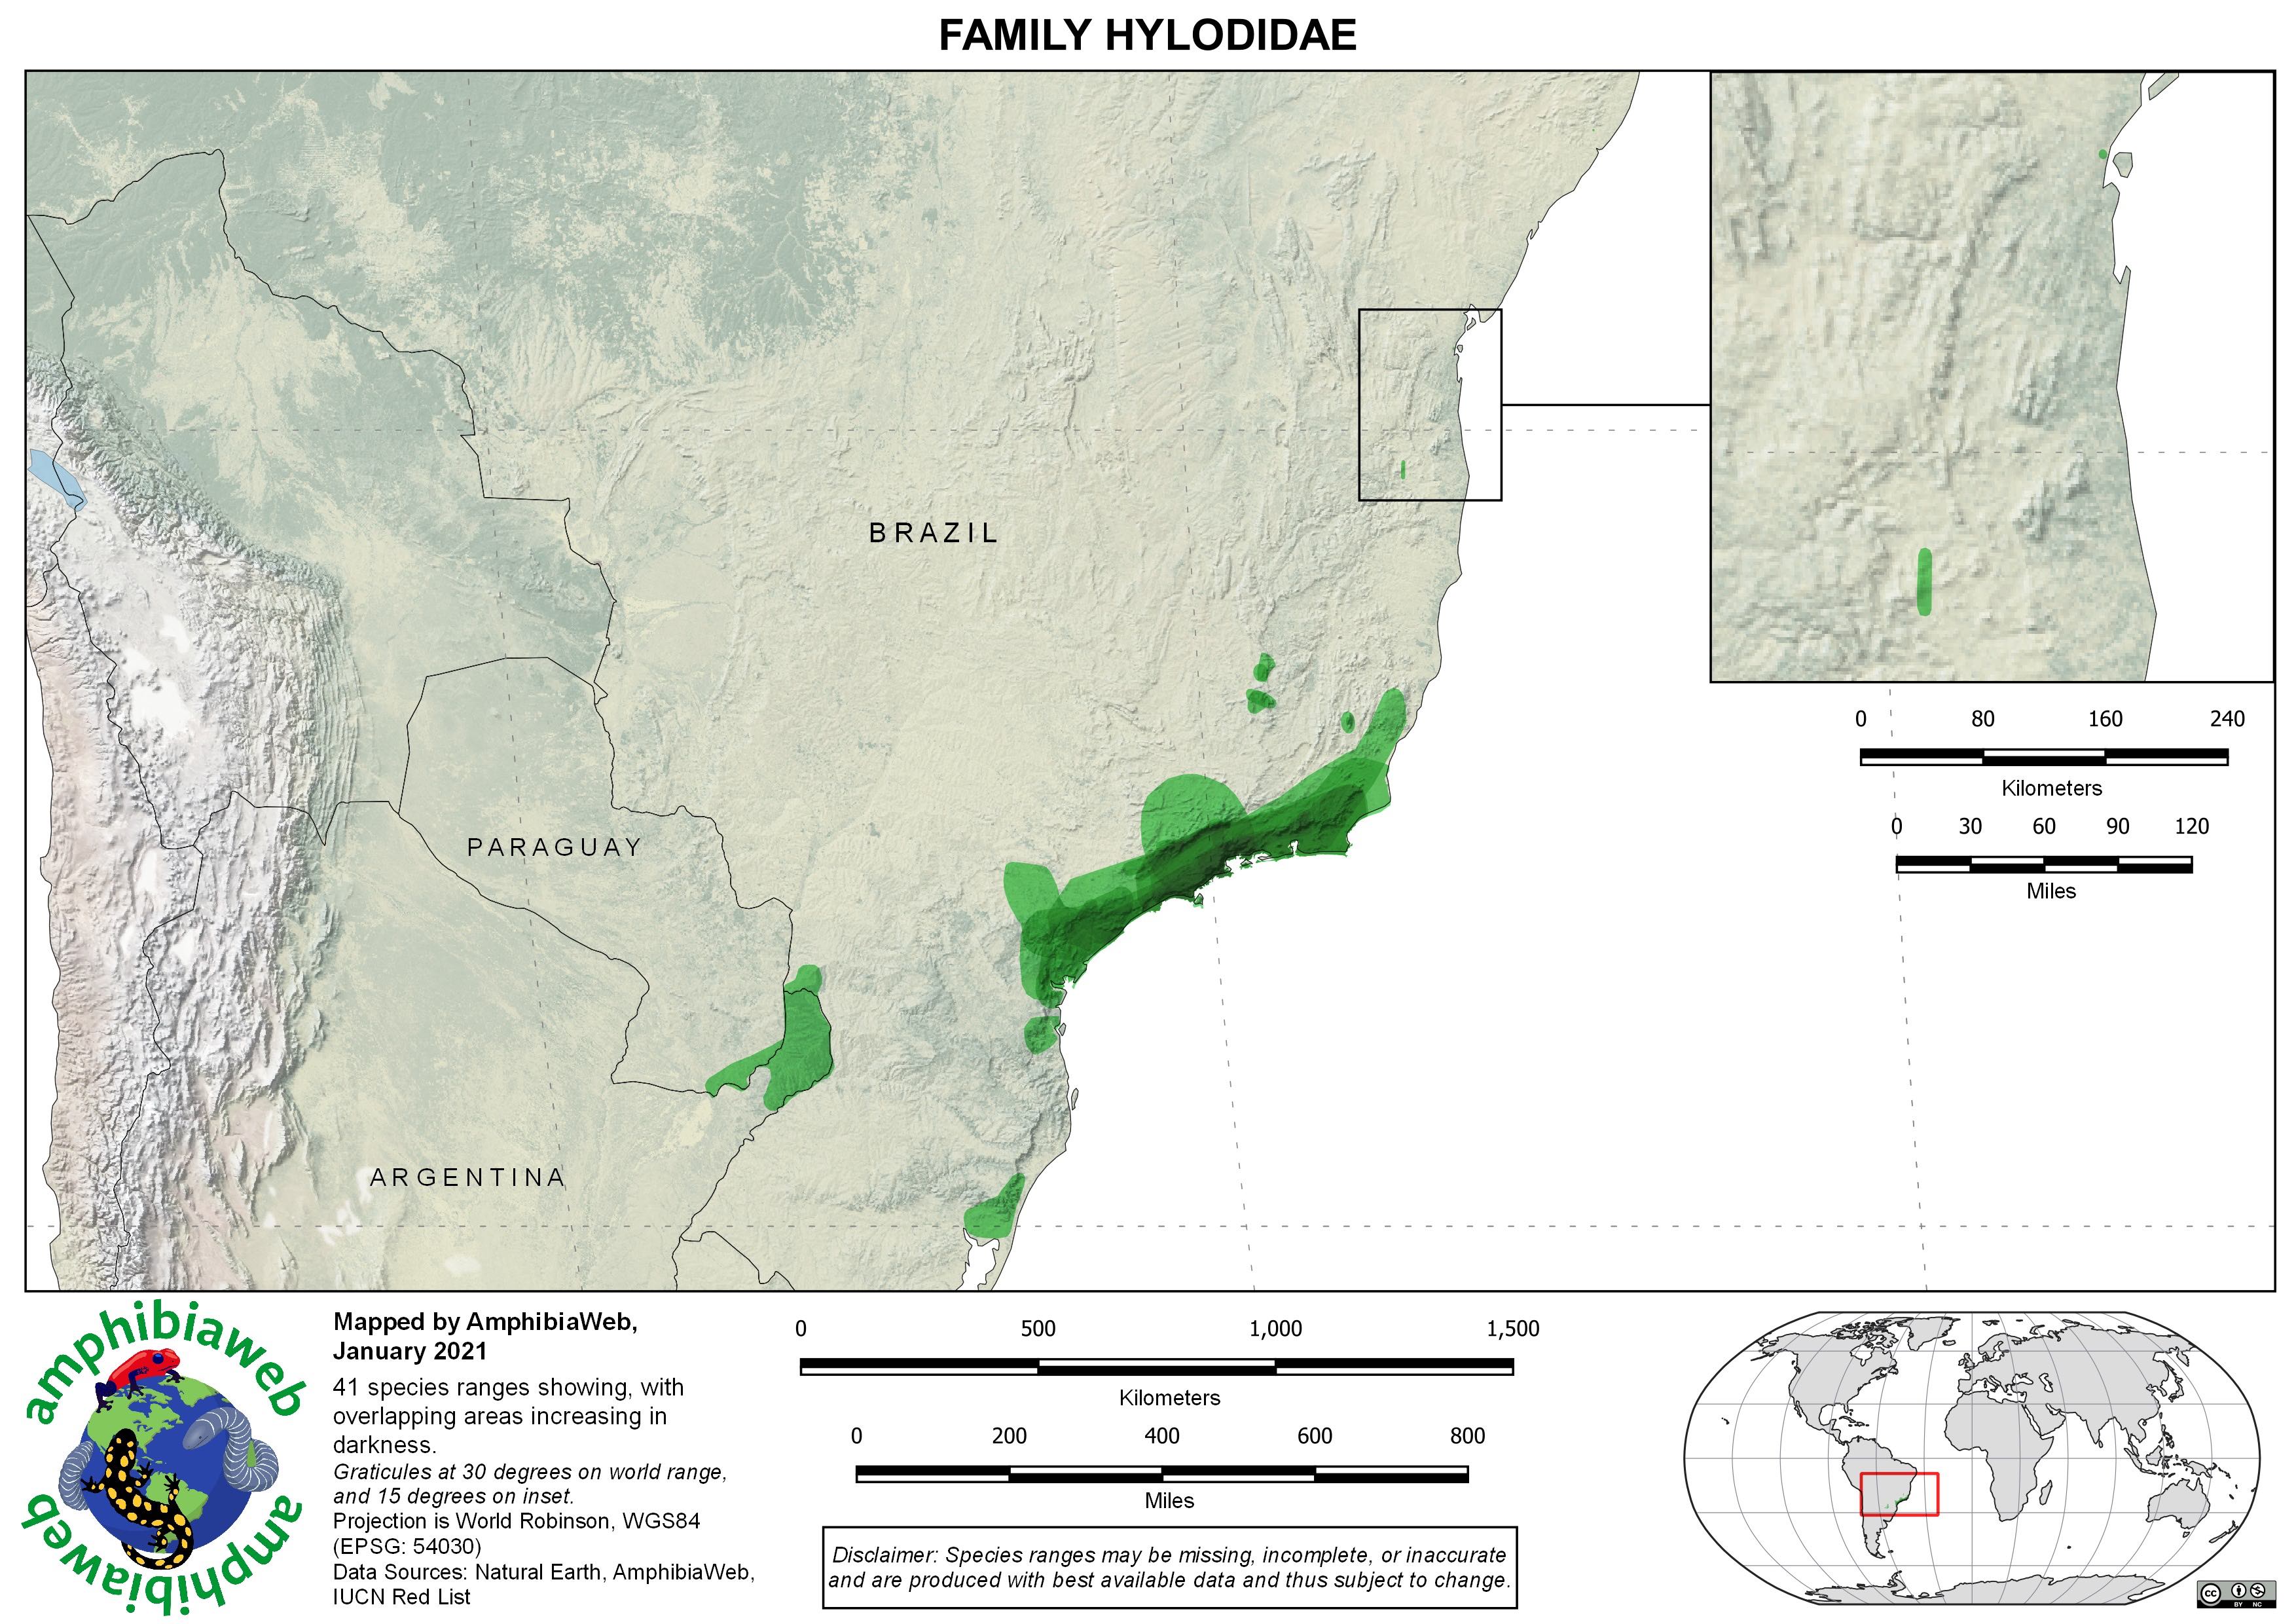 FAMILY HYLODIDAE
BRAZIL
PARAGUAY
ARGENTINA
0 80 160 240
Kilometers
0 30 60 90 120
Miles
amphibiaweb
amphibiaweb
Mapped by AmphibiaWeb,
January 2021
41 species ranges showing, with
overlapping areas increasing in
darkness.
Graticules at 30 degrees on world range,
and 15 degrees on inset.
Projection is World Robinson, WGS84
(EPSG: 54030)
Data Sources: Natural Earth, AmphibiaWeb,
IUCN Red List
0 500 1,000 1,500
Kilometers
0 200 400 600 800
Miles
Disclaimer: Species ranges may be missing, incomplete, or inaccurate
and are produced with best available data and thus subject to change.
cc
BY NC